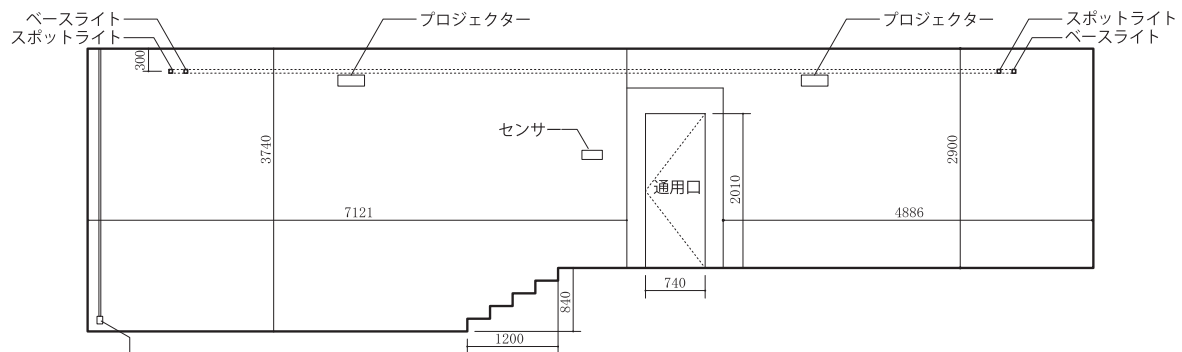 ベースライト
スポットライト
プロジェクター
プロジェクター
スポットライト
ベースライト
300
3740
センサー
2900
通用口
2010
7121
4886
740
840
1200